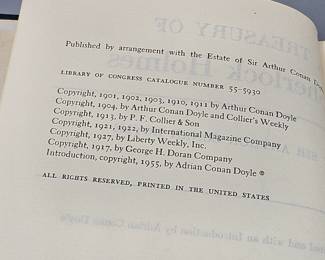 Published by arrangement with the Estate of Sir Arthur Conan
LIBRARY OF CONGRESS CATALOGUE NUMBER 55-5930
Copyright, 1901, 1902, 1903, 1910, 1911 by Arthur Conan Doyle
Copyright, 1904, by Arthur Conan Doyle and Collier's Weekly
Copyright, 1913, by P. F. Collier & Son
Copyright, 1921, 1922, by International Magazine Company
Copyright, 1927, by Liberty Weekly, Inc.
Copyright, 1917, by George H. Doran Company
Introduction, copyright, 1955, by Adrian Conan Doyle ®
ALL RIGHTS RESERVED, PRINTED IN THE UNITED STATES